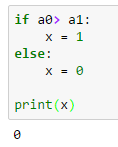 if a0> a1:
    x = 1
else:
    x = 0
print(x)
0